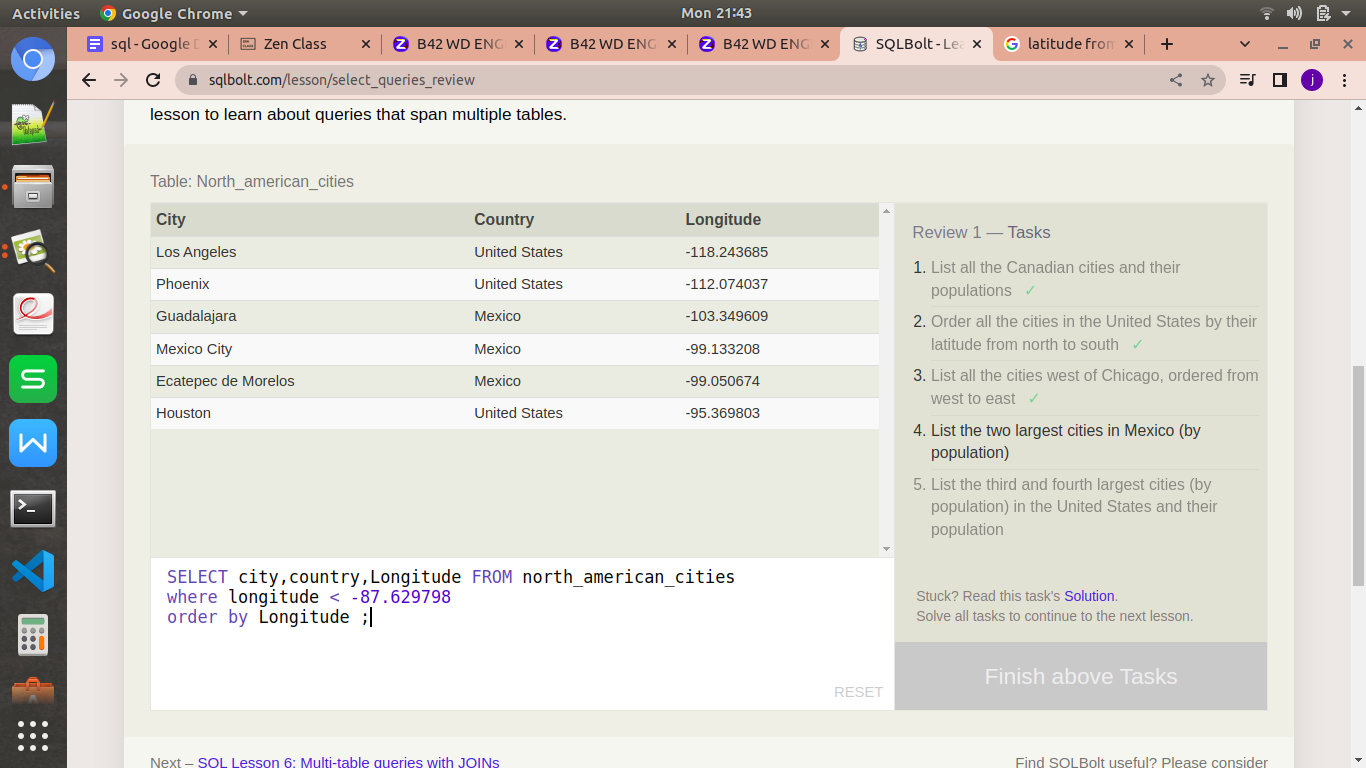 Activities Google Chrome Mon 21:43
sql - Google D Zen Class B42 WD ENG B42 WD ENG B42 WD ENG SQLBolt - Lea latitude from
sqlbolt.com/lesson/select_queries_review j
lesson to learn about queries that span multiple tables.
Table: North_american_cities
City Country Longitude
Los Angeles United States -118.243685
Phoenix United States -112.074037
Guadalajara Mexico -103.349609
Mexico City Mexico -99.133208
Ecatepec de Morelos Mexico -99.050674
Houston United States -95.369803
SELECT city,country,Longitude FROM north_american_cities
where longitude < -87.629798
order by Longitude ;
RESET
Review 1 — Tasks
1. List all the Canadian cities and their
populations ✓
2. Order all the cities in the United States by their
latitude from north to south ✓
3. List all the cities west of Chicago, ordered from
west to east ✓
4. List the two largest cities in Mexico (by
population)
5. List the third and fourth largest cities (by
population) in the United States and their
population
Stuck? Read this task's Solution.
Solve all tasks to continue to the next lesson.
Finish above Tasks
Next – SQL Lesson 6: Multi-table queries with JOINs
Find SQLBolt useful? Please consider